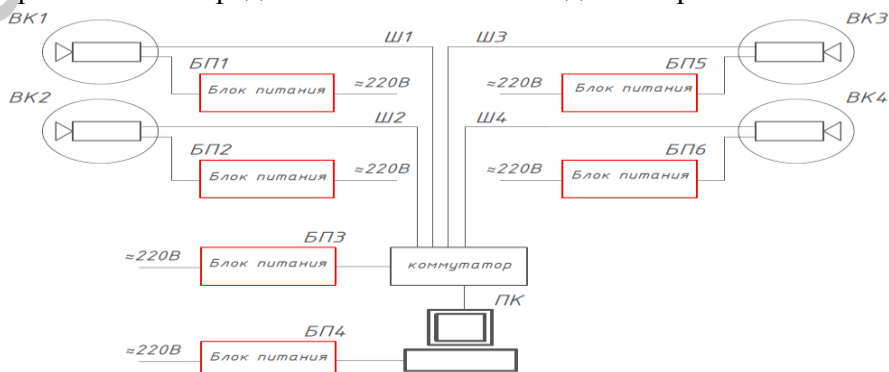 ВК1
Ш1
Ш3
ВК3
БП1
БП5
Блок питания
≈220В
≈220В
Блок питания
ВК2
ВК4
Ш2
Ш4
БП2
БП6
Блок питания
≈220В
≈220В
Блок питания
БП3
≈220В
Блок питания
коммутатор
ПК
БП4
≈220В
Блок питания